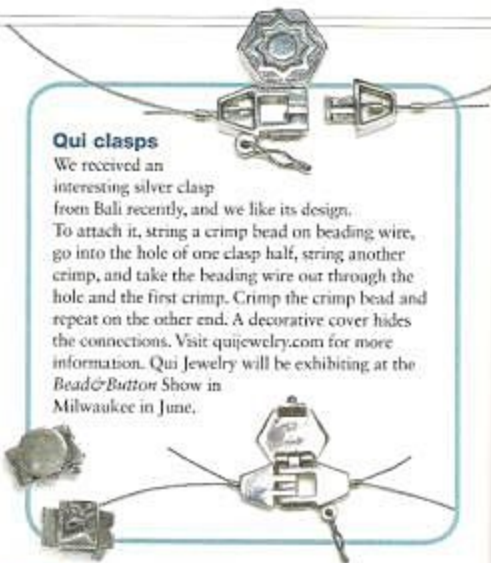 Qui clasps
We received an
interesting silver clasp
from Bali recently, and we like its design.
To attach it, string a crimp bead on beading wire,
go into the hole of one clasp half, string another
crimp, and take the beading wire out through the
hole and the first crimp. Crimp the crimp bead and
repeat on the other end. A decorative cover hides
the connections. Visit quijewelry.com for more
information. Qui Jewelry will be exhibiting at the
Bead&Button Show in
Milwaukee in June.